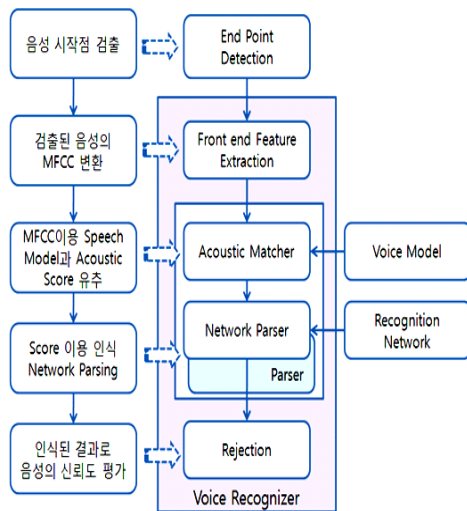 음성 시작점 검출
End Point
Detection
검출된 음성의
MFCC 변환
Front end Feature
Extraction
MFCC이용 Speech
Model과 Acoustic
Score 유추
Acoustic Matcher
Voice Model
Score 이용 인식
Network Parsing
Network Parser
Parser
Recognition
Network
인식된 결과로
음성의 신뢰도 평가
Rejection
Voice Recognizer